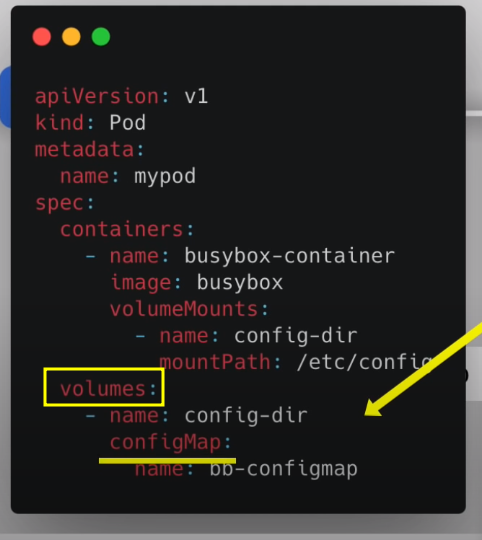 apiVersion: v1
kind: Pod
metadata:
  name: mypod
spec:
  containers:
    - name: busybox-container
      image: busybox
      volumeMounts:
        - name: config-dir
          mountPath: /etc/config
  volumes:
    - name: config-dir
      configMap:
        name: bb-configmap